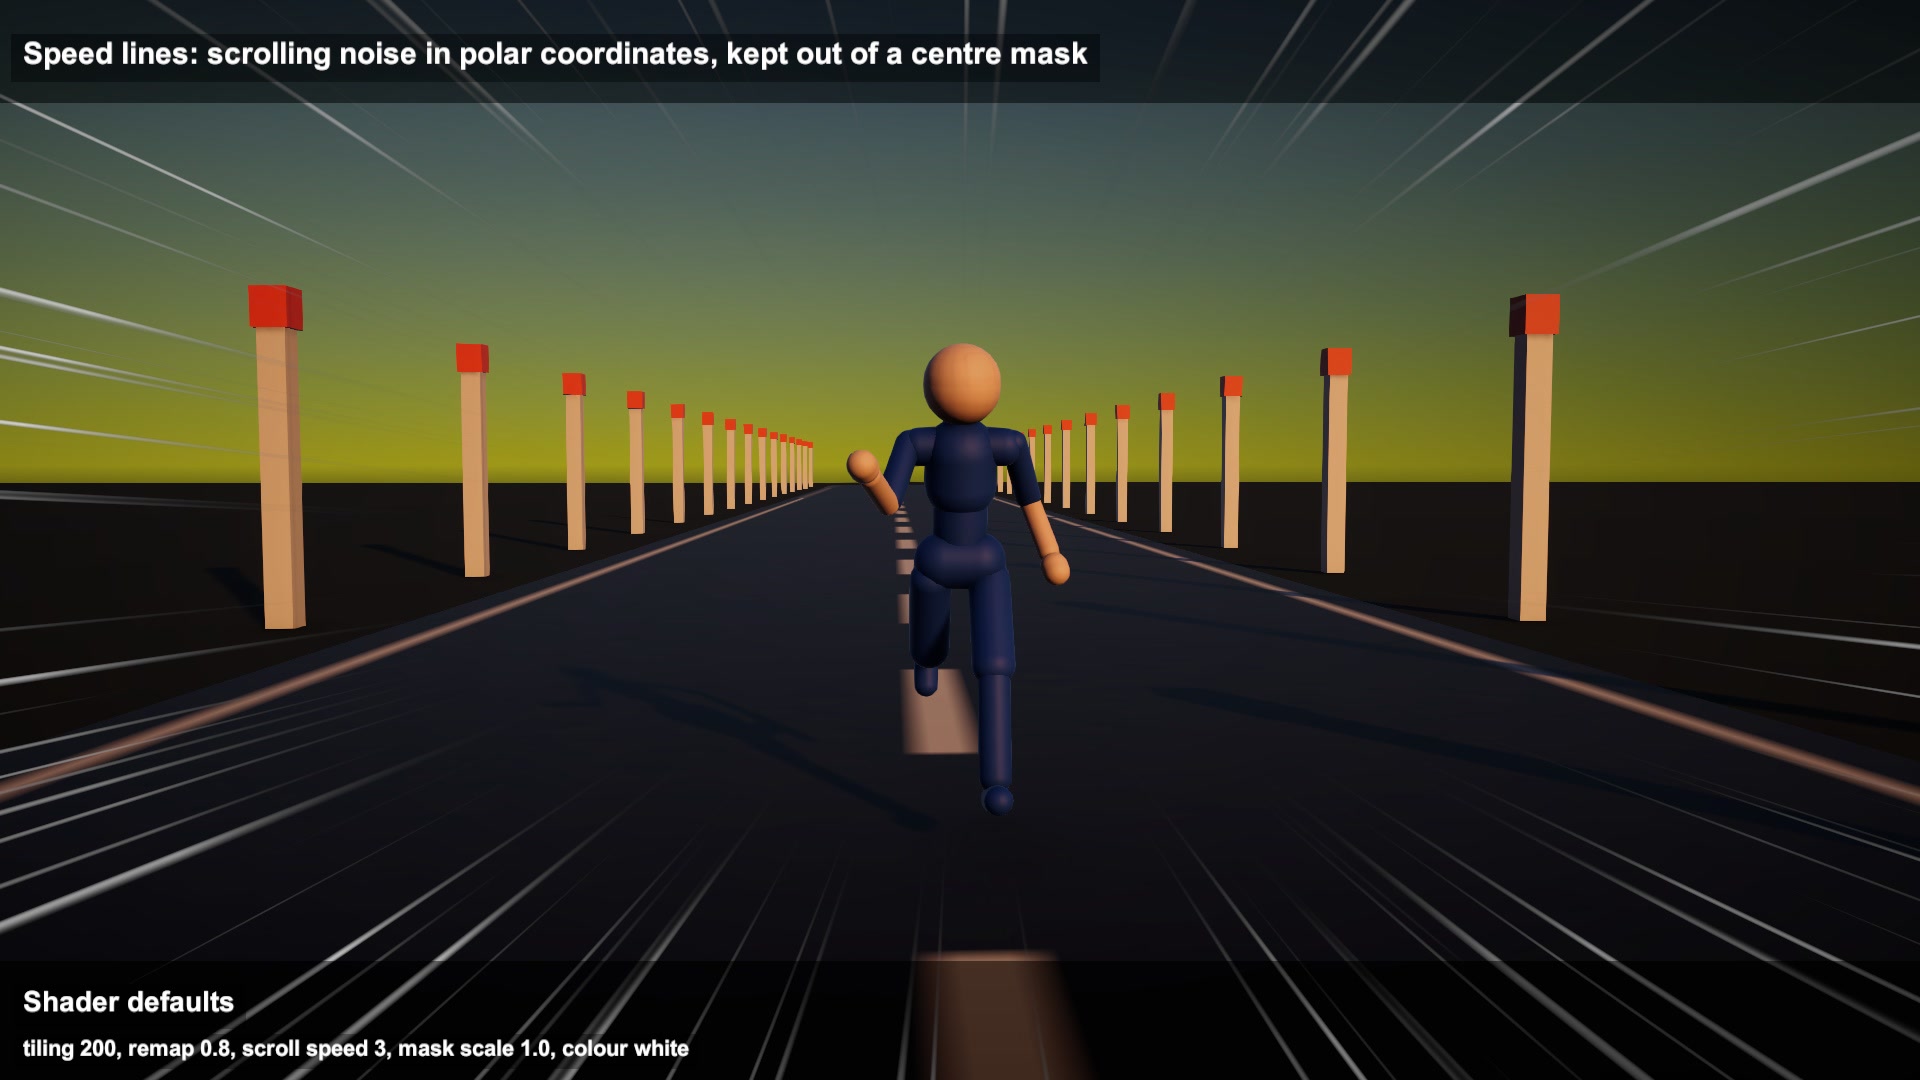 Speed lines: scrolling noise in polar coordinates, kept out of a centre mask
Shader defaults
tiling 200, remap 0.8, scroll speed 3, mask scale 1.0, colour white